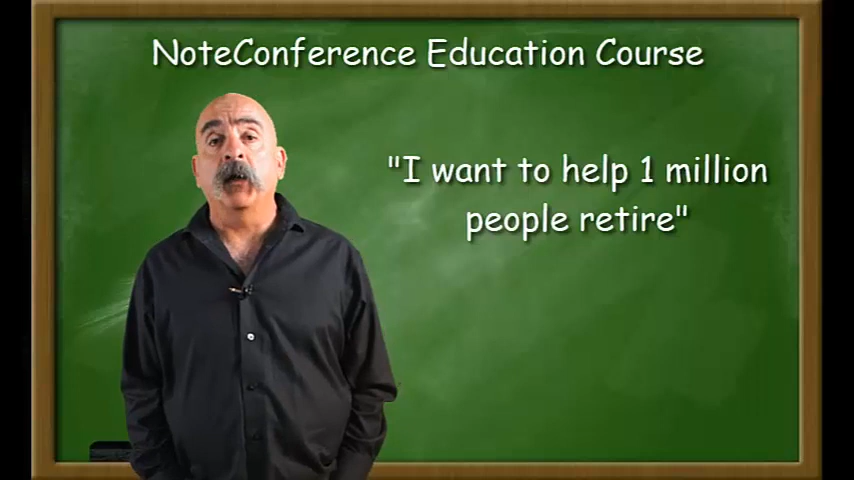 NoteConference Education Course
"I want to help 1 million
people retire"